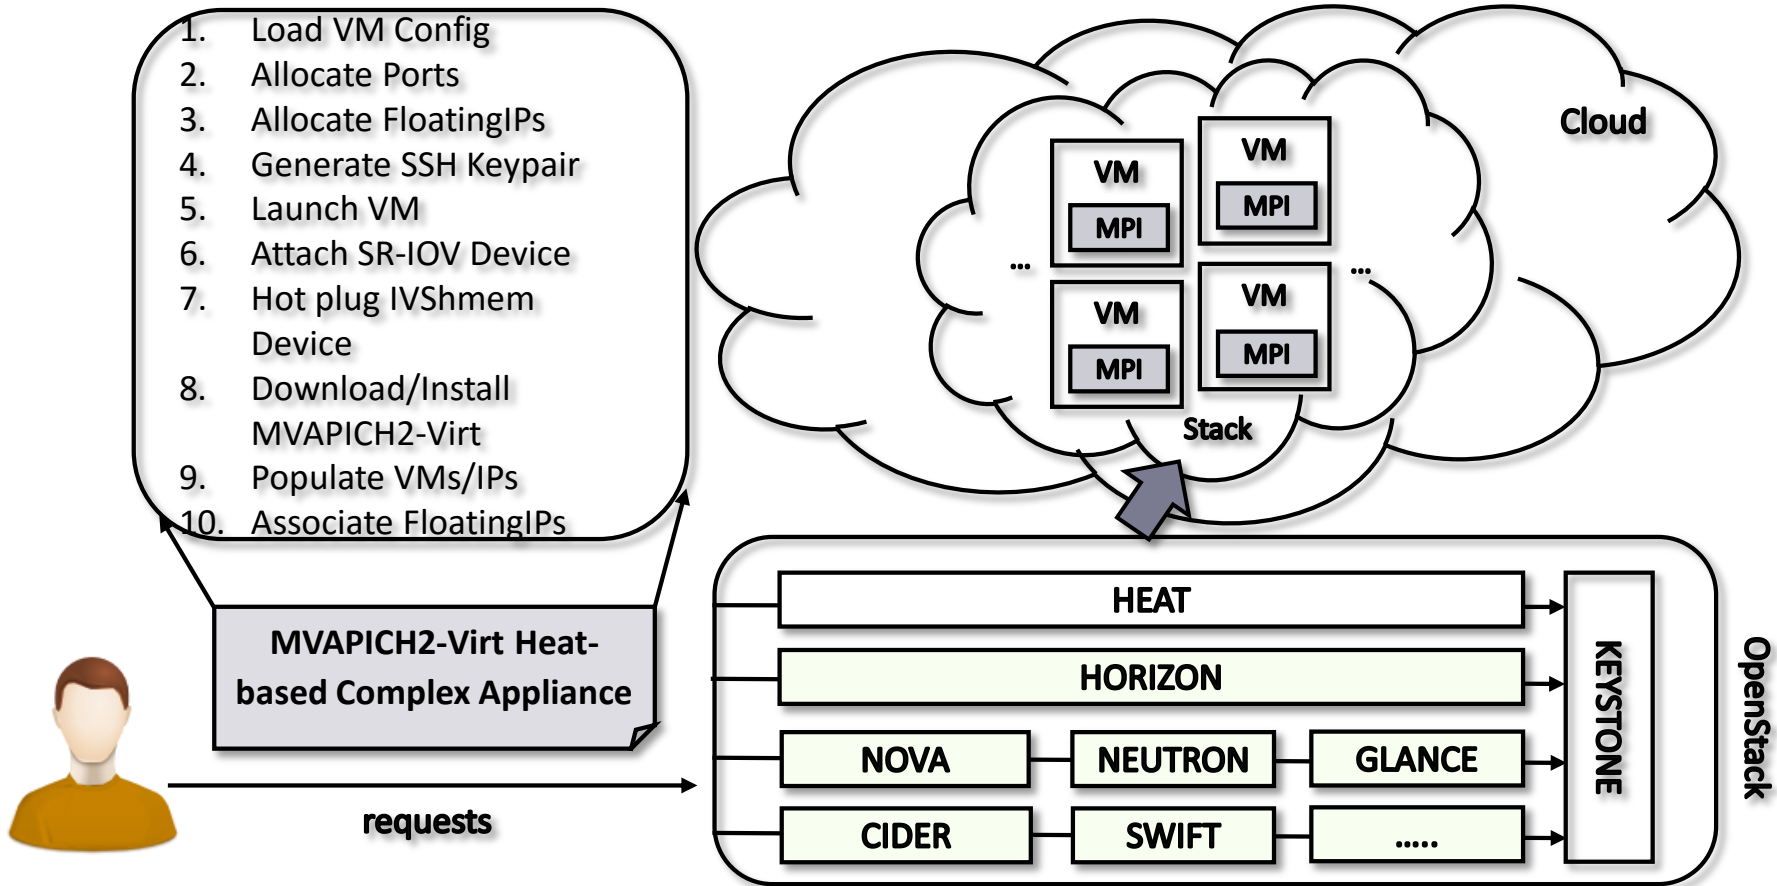 1. Load VM Config
2. Allocate Ports
3. Allocate FloatingIPs
4. Generate SSH Keypair
5. Launch VM
6. Attach SR-IOV Device
7. Hot plug IVShmem
Device
8. Download/Install
MVAPICH2-Virt
9. Populate VMs/IPs
10. Associate FloatingIPs
MVAPICH2-Virt Heat-
based Complex Appliance
requests
Cloud
VM
MPI
VM
MPI
...
...
VM
MPI
VM
MPI
Stack
HEAT
HORIZON
NOVA
NEUTRON
GLANCE
CIDER
SWIFT
.....
KEYSTONE
OpenStack